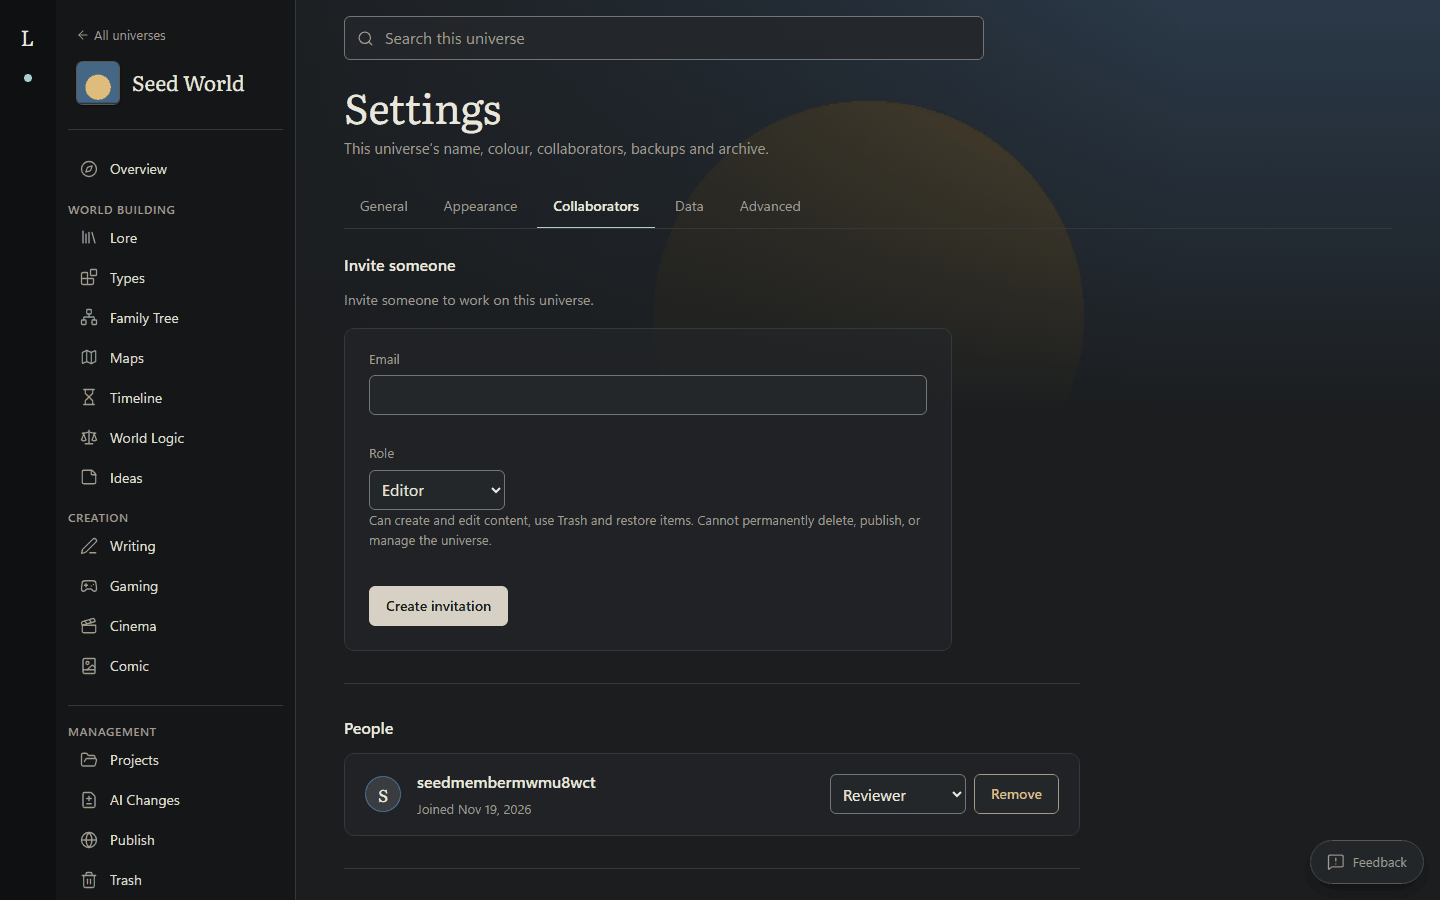 L
All universes
Seed World
Overview
WORLD BUILDING
Lore
Types
Family Tree
Maps
Timeline
World Logic
Ideas
CREATION
Writing
Gaming
Cinema
Comic
MANAGEMENT
Projects
AI Changes
Publish
Trash
Search this universe
Settings
This universe's name, colour, collaborators, backups and archive.
General Appearance Collaborators Data Advanced
Invite someone
Invite someone to work on this universe.
Email
Role
Editor
Can create and edit content, use Trash and restore items. Cannot permanently delete, publish, or
manage the universe.
Create invitation
People
S
seedmembermwmu8wct
Joined Nov 19, 2026
Reviewer
Remove
Feedback